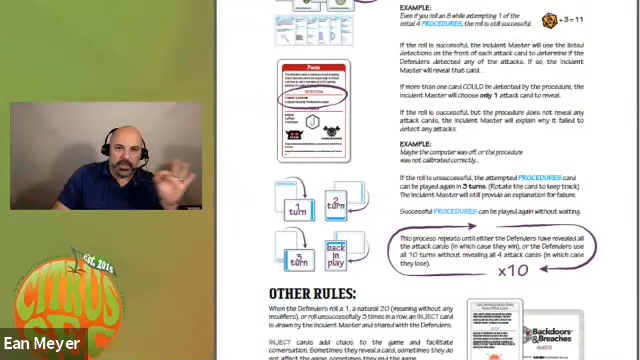 EXAMPLE:
Even if you roll an 8 while attempting 1 of the
initial 4 PROCEDURES, the roll is still successful.
+ 3 = 11
If the roll is successful, the Incident Master will use the listed
detections on the front of each attack card to determine if the
Defenders detected any of the attacks. If so, the Incident
Master will reveal that card.
If more than one card COULD be detected by the procedure, the
Incident Master will choose only 1 attack card to reveal.
If the roll is successful, but the procedure does not reveal any
attack cards, the Incident Master will explain why it failed to
detect any attacks.
EXAMPLE:
Maybe the computer was off, or the procedure
was not calibrated correctly...
If the roll is unsuccessful, the attempted PROCEDURES card
can be played again in 3 turns. (Rotate the card to keep track)
The Incident Master will still provide an explanation for failure.
Successful PROCEDURES can be played again without waiting.
1
turn
2
turn
3
turn
back
in
play
This process repeats until either the Defenders have revealed all
the attack cards (in which case they win), or the Defenders use
all 10 turns without revealing all 4 attack cards (in which case
they lose).
x10
OTHER RULES:
When the Defenders roll a 1, a natural 20 (meaning without any
modifiers), or roll unsuccessfully 3 times in a row, an INJECT card
is drawn by the Incident Master and shared with the Defenders.
INJECT cards add chaos to the game and facilitate
conversation. Sometimes they reveal a card, sometimes they do
not affect the game, sometimes they end the game
Backdoors
& Breaches
EST. 2015
CITRUS
SEC
Ean Meyer